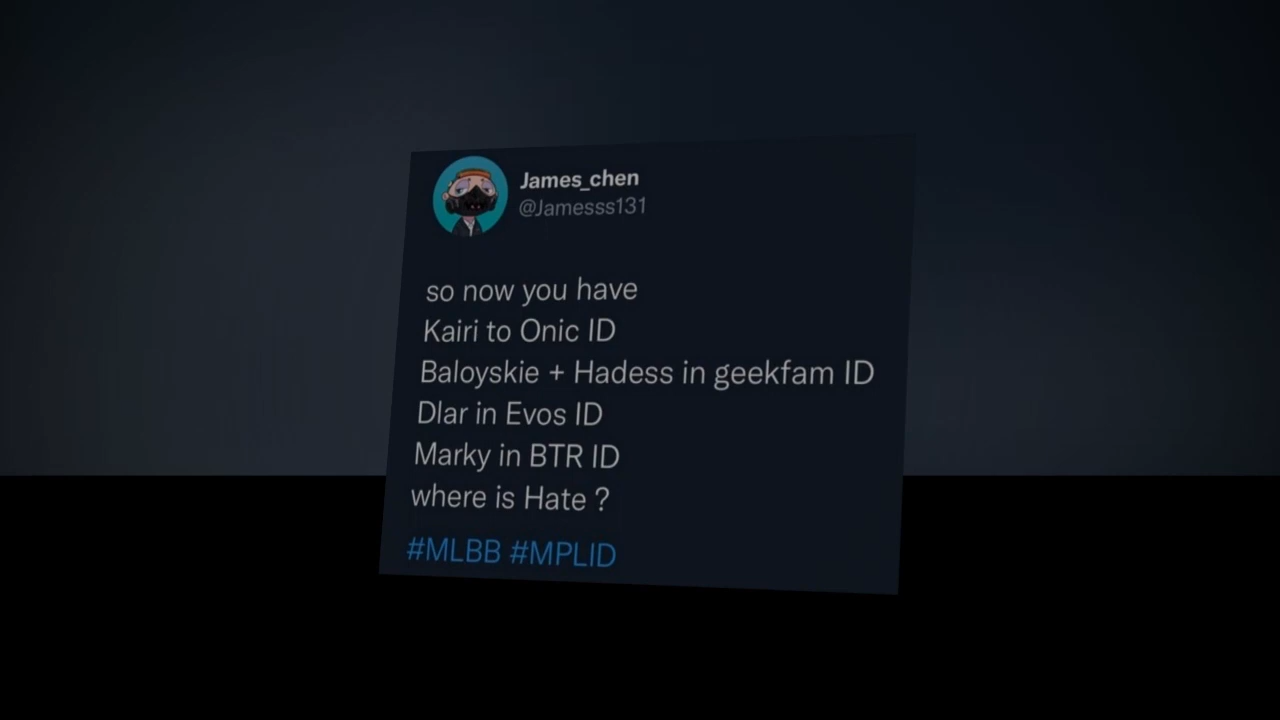 James_chen
@Jamesss131
so now you have
Kairi to Onic ID
Baloyskie + Hadess in geekfam ID
Dlar in Evos ID
Marky in BTR ID
where is Hate ?
#MLBB #MPLID